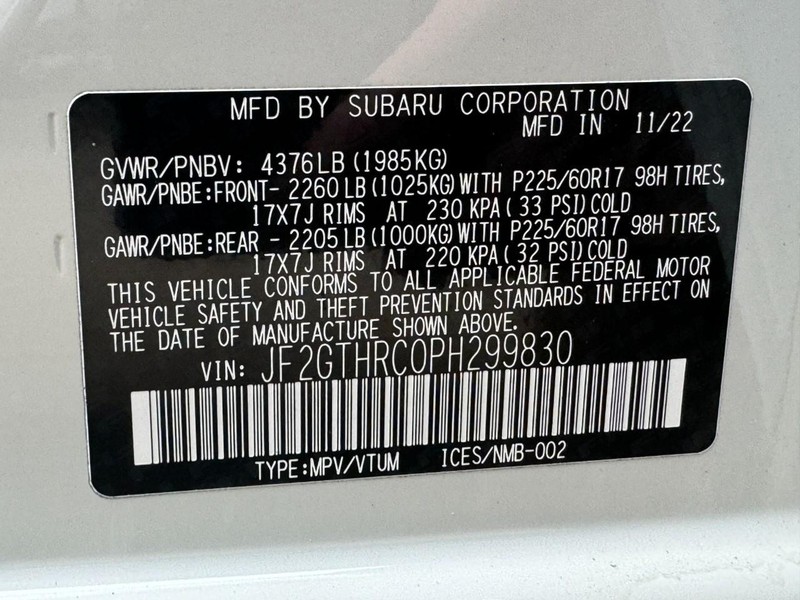 MFD BY SUBARU CORPORATION
MFD IN 11/22
GVWR/PNBV: 4376LB (1985KG)
GAWR/PNBE:FRONT- 2260LB (1025KG) WITH P225/60R17 98H TIRES,
17X7J RIMS AT 230 KPA( 33 PSI) COLD
GAWR/PNBE:REAR - 2205LB (1000KG) WITH P225/60R17 98H TIRES,
17X7J RIMS AT 220 KPA( 32 PSI) COLD
THIS VEHICLE CONFORMS TO ALL APPLICABLE FEDERAL MOTOR
VEHICLE SAFETY AND THEFT PREVENTION STANDARDS IN EFFECT ON
THE DATE OF MANUFACTURE SHOWN ABOVE.
VIN: JF2GTHRC0PH299830
TYPE:MPV/VTUM ICES/NMB-002